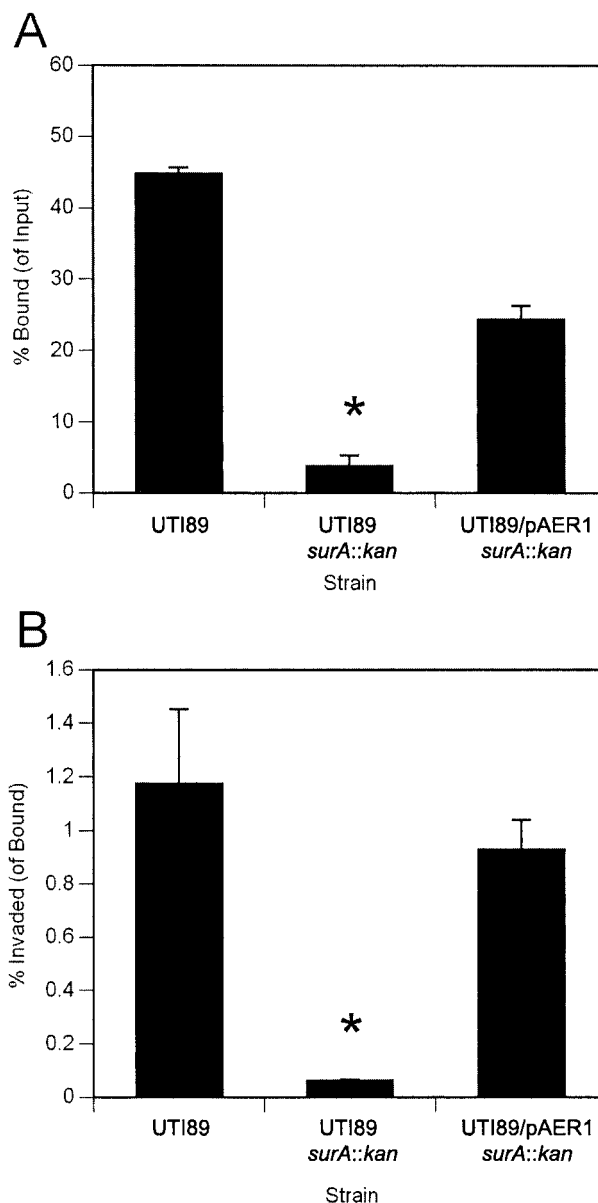 A
60
50
40
30
20
10
0
% Bound (of Input)
*
UTI89
UTI89
UTI89/pAER1
surA::kan
surA::kan
Strain
B
1.6
1.4
1.2
1
0.8
0.6
0.4
0.2
0
% Invaded (of Bound)
*
UTI89
UTI89
UTI89/pAER1
surA::kan
surA::kan
Strain